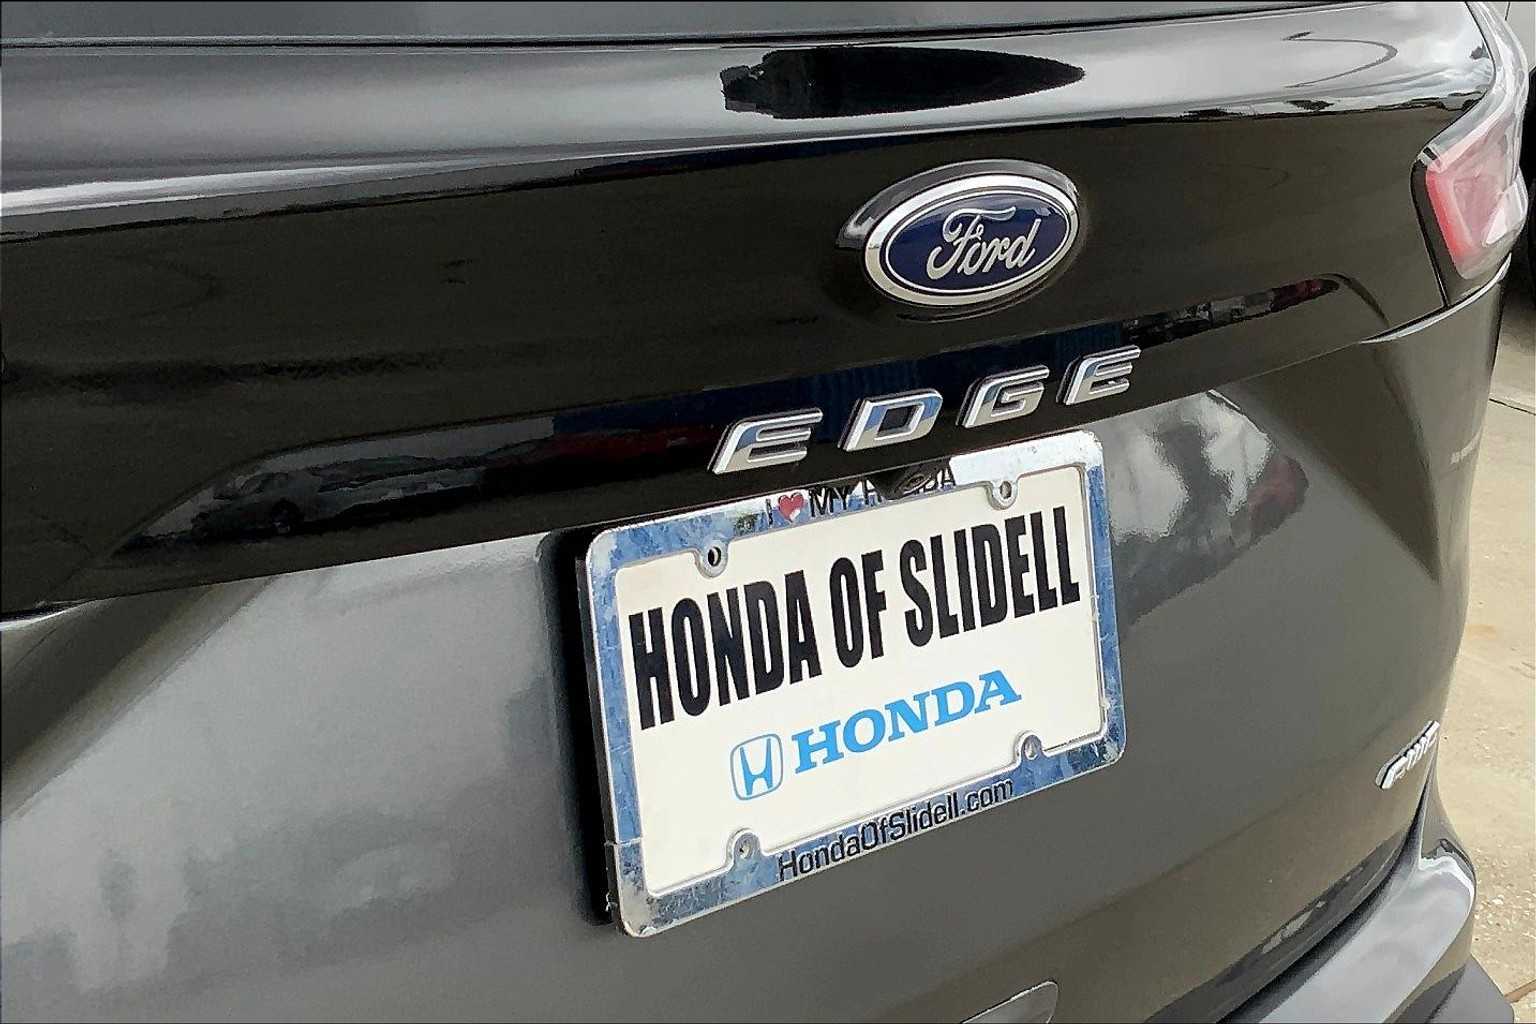 Ford
EDGE
I ❤ MY HONDA
HONDA OF SLIDELL
HONDA
HondaOfSlidell.com